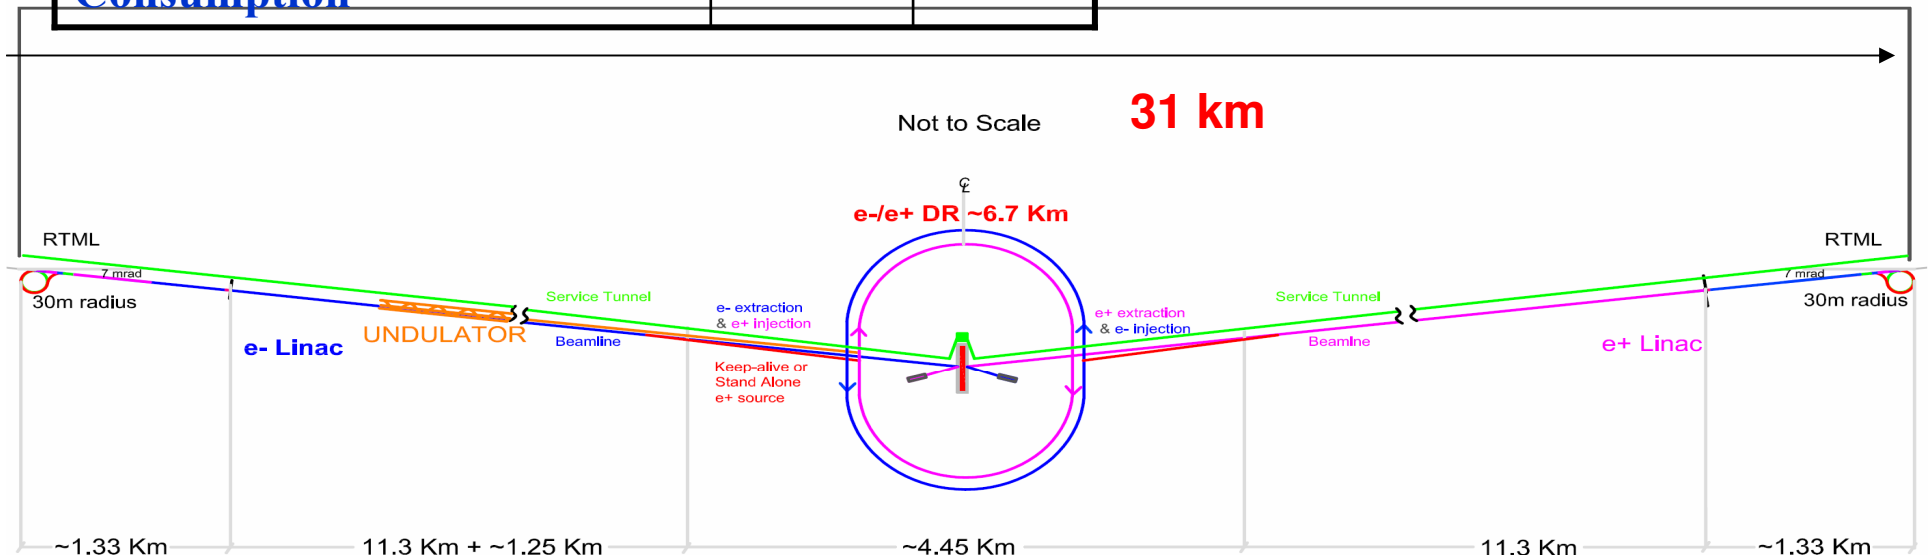 Consumption
31 km
Not to Scale
℄
e-/e+ DR ~6.7 Km
RTML
RTML
7 mrad
7 mrad
30m radius
30m radius
Service Tunnel
Service Tunnel
e- extraction
& e+ injection
e+ extraction
& e- injection
UNDULATOR
e- Linac
Beamline
Beamline
e+ Linac
Keep-alive or
Stand Alone
e+ source
~1.33 Km
11.3 Km + ~1.25 Km
~4.45 Km
11.3 Km
~1.33 Km